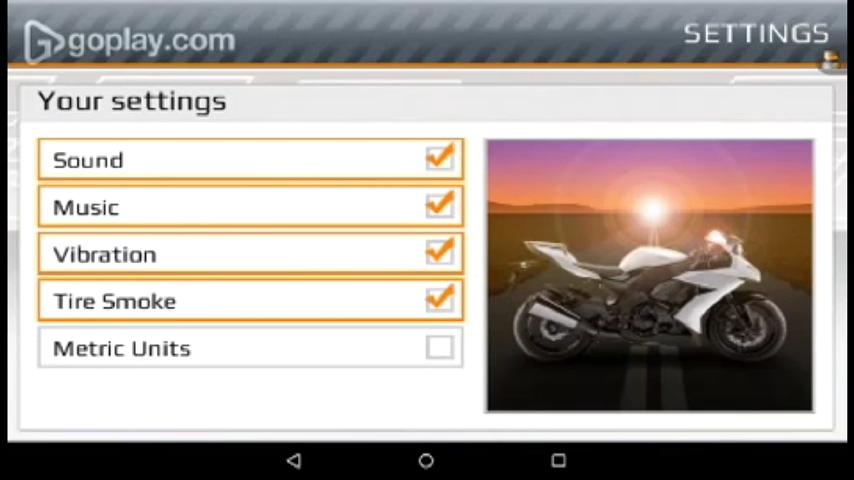 goplay.com
SETTINGS
Your settings
Sound
Music
Vibration
Tire Smoke
Metric Units